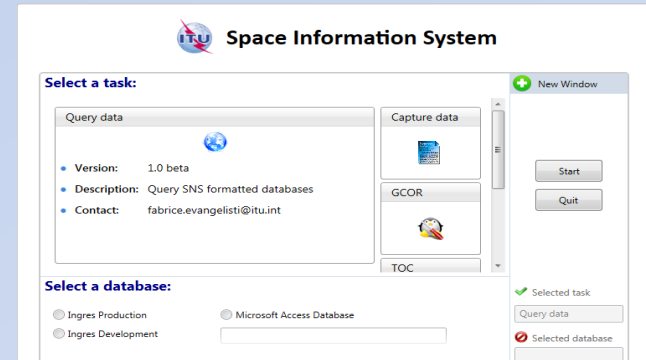 ITU
Space Information System
Select a task:
New Window
Query data
Capture data
Version: 1.0 beta
Description: Query SNS formatted databases
Contact: fabrice.evangelisti@itu.int
GCOR
TOC
Start
Quit
Select a database:
Ingres Production
Microsoft Access Database
Ingres Development
Selected task
Query data
Selected database